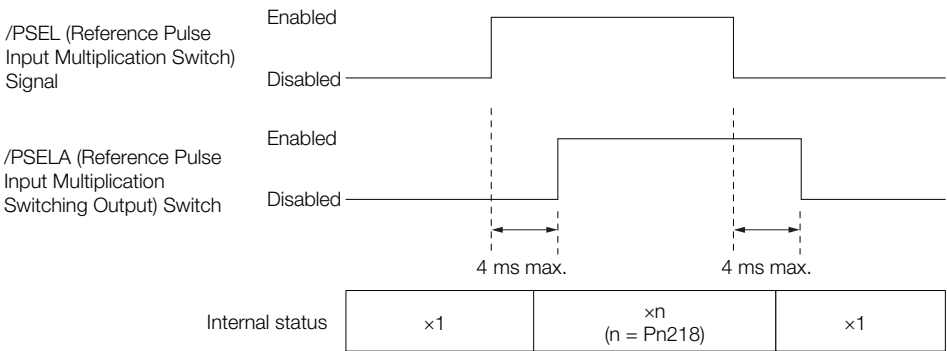 /PSEL (Reference Pulse
Input Multiplication Switch)
Signal
Enabled
Disabled
/PSELA (Reference Pulse
Input Multiplication
Switching Output) Switch
Enabled
Disabled
4 ms max.
4 ms max.
Internal status
×1
×n
(n = Pn218)
×1